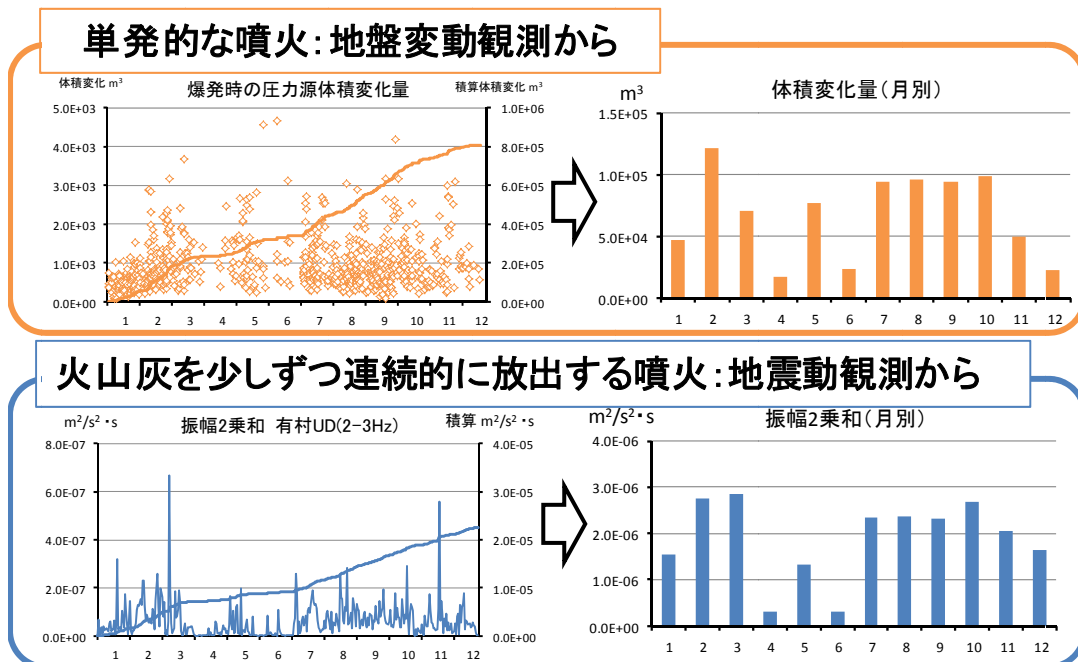 単発的な噴火：地盤変動観測から
体積変化 m³
爆発時の圧力源体積変化量
積算体積変化 m³
5.0E+03
4.0E+03
3.0E+03
2.0E+03
1.0E+03
0.0E+00
1.0E+06
8.0E+05
6.0E+05
4.0E+05
2.0E+05
0.0E+00
1 2 3 4 5 6 7 8 9 10 11 12
m³
体積変化量（月別）
1.5E+05
1.0E+05
5.0E+04
0.0E+00
1 2 3 4 5 6 7 8 9 10 11 12
火山灰を少しずつ連続的に放出する噴火：地震動観測から
m²/s²・s
振幅2乗和 有村UD(2−3Hz)
積算 m²/s²・s
8.0E-07
6.0E-07
4.0E-07
2.0E-07
0.0E+00
4.0E-05
3.0E-05
2.0E-05
1.0E-05
0.0E+00
1 2 3 4 5 6 7 8 9 10 11 12
m²/s²・s
振幅2乗和（月別）
4.0E-06
3.0E-06
2.0E-06
1.0E-06
0.0E+00
1 2 3 4 5 6 7 8 9 10 11 12